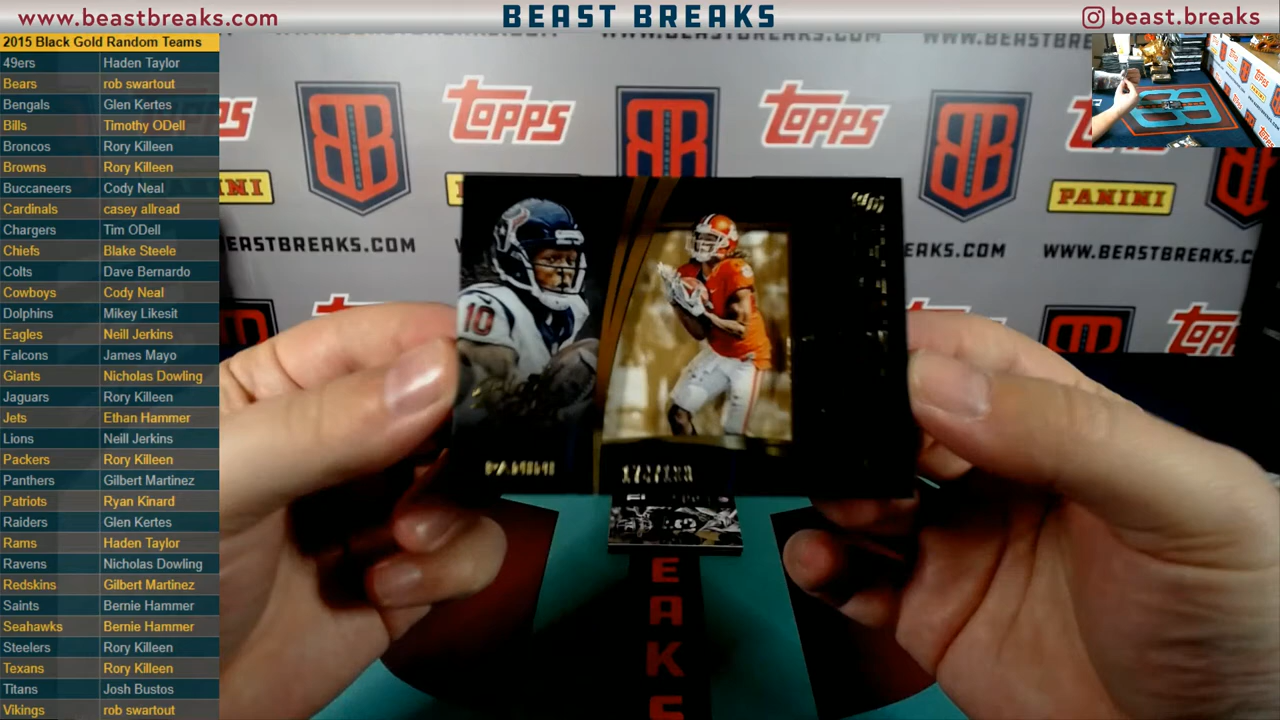 www.beastbreaks.com
BEAST BREAKS
beast.breaks
2015 Black Gold Random Teams
49ers Haden Taylor
Bears rob swartout
Bengals Glen Kertes
Bills Timothy ODell
Broncos Rory Killeen
Browns Rory Killeen
Buccaneers Cody Neal
Cardinals casey allread
Chargers Tim ODell
Chiefs Blake Steele
Colts Dave Bernardo
Cowboys Cody Neal
Dolphins Mikey Likesit
Eagles Neill Jerkins
Falcons James Mayo
Giants Nicholas Dowling
Jaguars Rory Killeen
Jets Ethan Hammer
Lions Neill Jerkins
Packers Rory Killeen
Panthers Gilbert Martinez
Patriots Ryan Kinard
Raiders Glen Kertes
Rams Haden Taylor
Ravens Nicholas Dowling
Redskins Gilbert Martinez
Saints Bernie Hammer
Seahawks Bernie Hammer
Steelers Rory Killeen
Texans Rory Killeen
Titans Josh Bustos
Vikings rob swartout
TOPPS
TOPPS
PANINI
BEASTBREAKS.COM
WWW.BEASTBREAKS.C
10
PANINI
EAKS